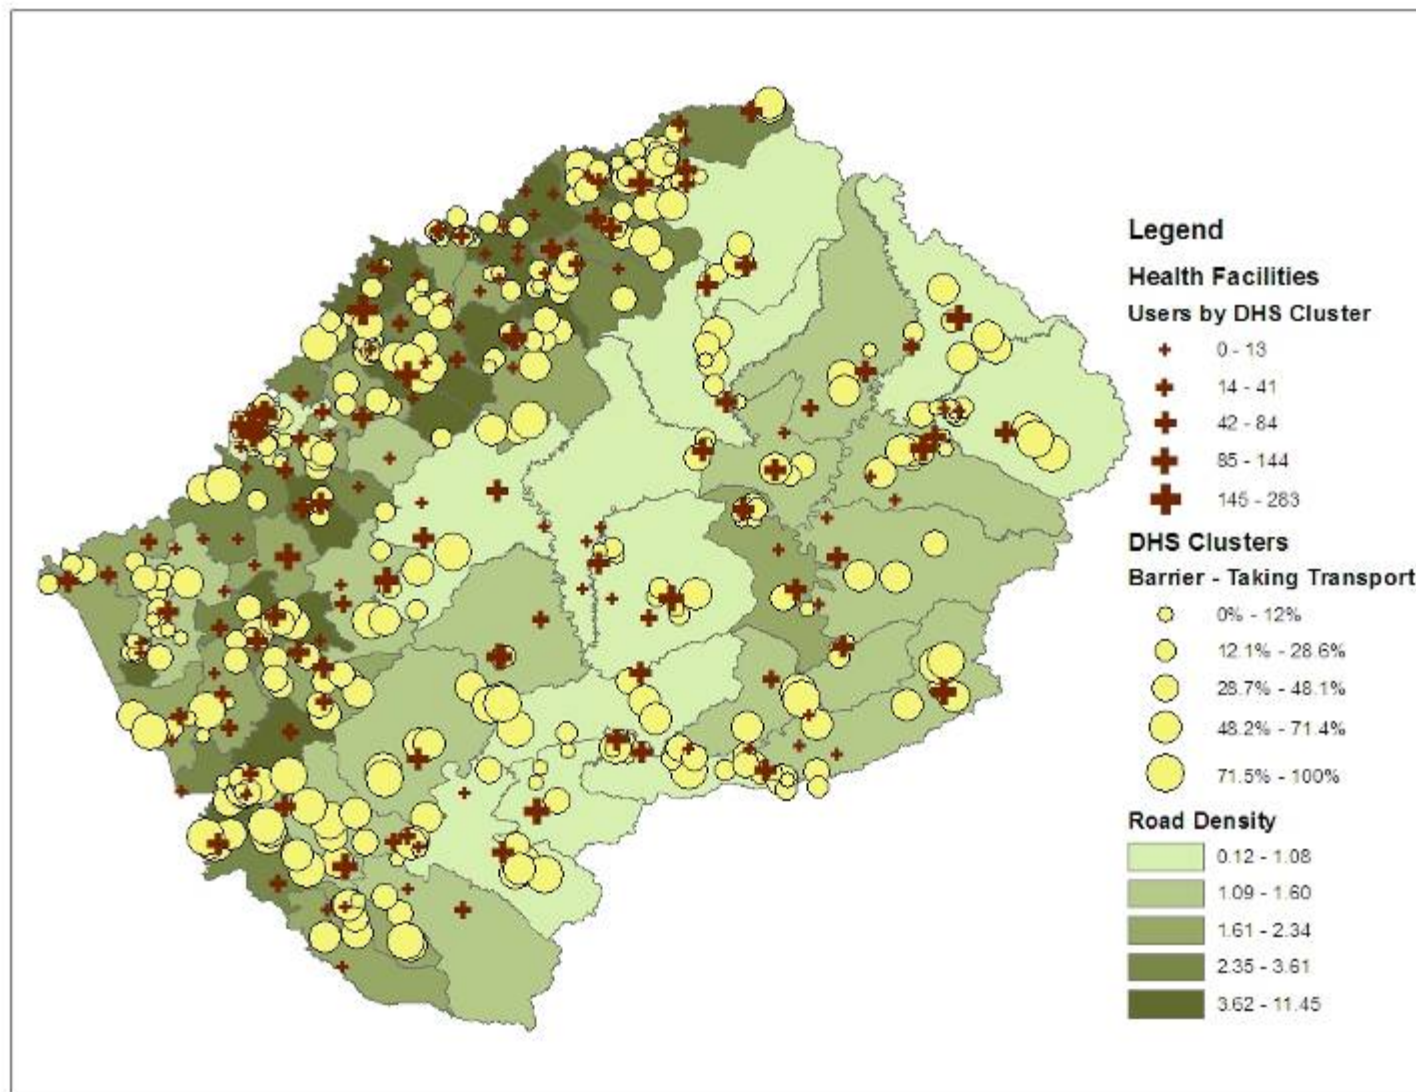 Legend
Health Facilities
Users by DHS Cluster
0 - 13
14 - 41
42 - 84
85 - 144
145 - 283
DHS Clusters
Barrier - Taking Transport
0% - 12%
12.1% - 28.6%
28.7% - 48.1%
48.2% - 71.4%
71.5% - 100%
Road Density
0.12 - 1.08
1.09 - 1.60
1.61 - 2.34
2.35 - 3.61
3.62 - 11.45